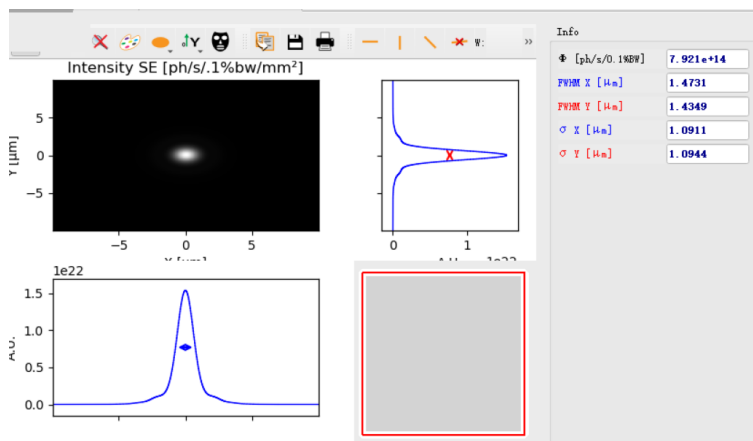 W:
»
Info
Intensity SE [ph/s/.1%bw/mm²]
Φ [ph/s/0.1%BW]
7.921e+14
FWHM X [μm]
1.4731
FWHM Y [μm]
1.4349
σ X [μm]
1.0911
σ Y [μm]
1.0944
Y [μm]
5
0
−5
−5
0
5
0
1
1e22
1.5
1.0
0.5
0.0
A.U.